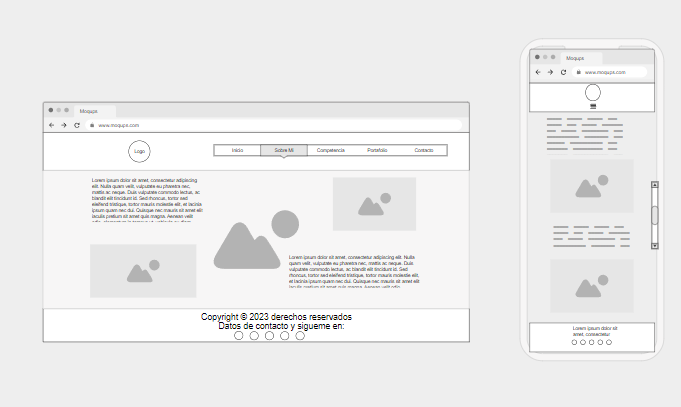 Moqups
www.moqups.com
Logo
Inicio
Sobre Mi
Competencia
Portafolio
Contacto
Lorem ipsum dolor sit amet, consectetur adipiscing
elit. Nulla quam velit, vulputate eu pharetra nec,
mattis ac neque. Duis vulputate commodo lectus, ac
blandit elit tincidunt id. Sed rhoncus, tortor sed
eleifend tristique, tortor mauris molestie elit, et lacinia
ipsum quam nec dui. Quisque nec mauris sit amet elit
iaculis pretium sit amet quis magna. Aenean velit
Lorem ipsum dolor sit amet, consectetur adipiscing elit. Nulla
quam velit, vulputate eu pharetra nec, mattis ac neque. Duis
vulputate commodo lectus, ac blandit elit tincidunt id. Sed
rhoncus, tortor sed eleifend tristique, tortor mauris molestie elit,
et lacinia ipsum quam nec dui. Quisque nec mauris sit amet elit
iaculis pretium sit amet quis magna. Aenean velit odio,
Copyright © 2023 derechos reservados
Datos de contacto y sigueme en:
Moqups
www.moqups.com
Lorem ipsum dolor sit
amet, consectetur